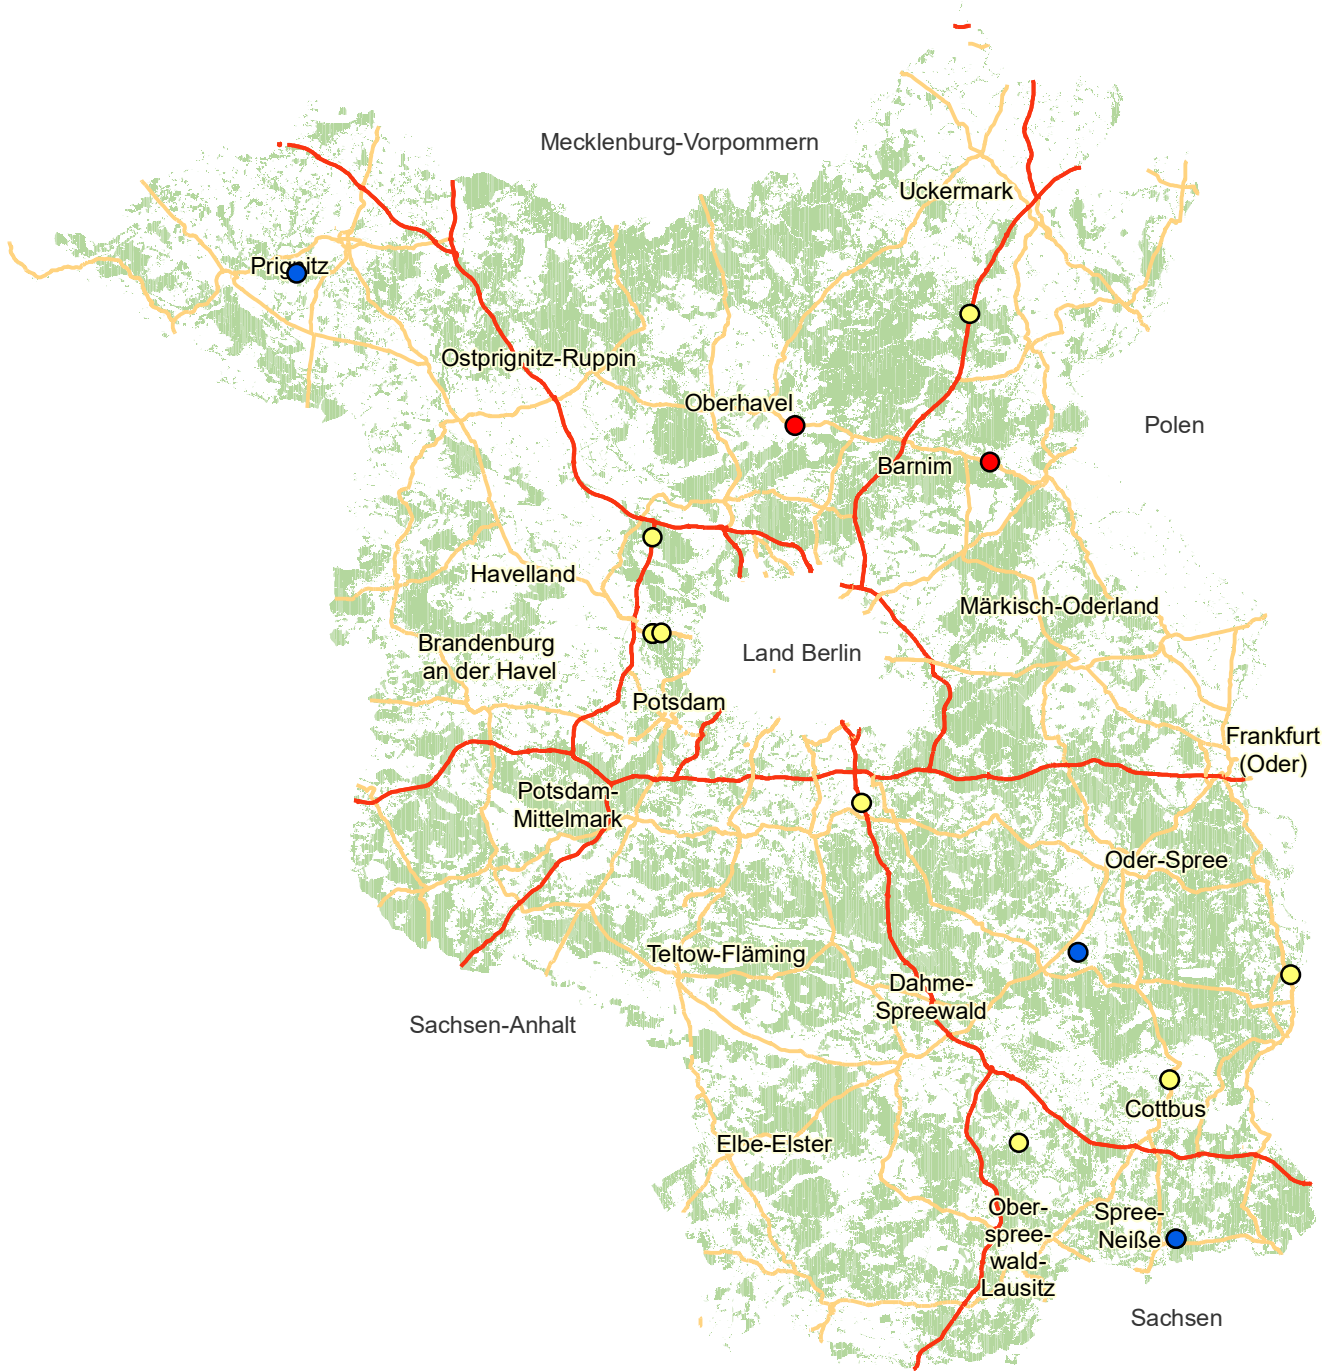 Mecklenburg-Vorpommern
Uckermark
Prignitz
Ostprignitz-Ruppin
Oberhavel
Polen
Barnim
Havelland
Märkisch-Oderland
Brandenburg
an der Havel
Land Berlin
Potsdam
Frankfurt
(Oder)
Potsdam-
Mittelmark
Oder-Spree
Teltow-Fläming
Dahme-
Spreewald
Sachsen-Anhalt
Cottbus
Elbe-Elster
Ober-
spree-
wald-
Lausitz
Spree-
Neiße
Sachsen